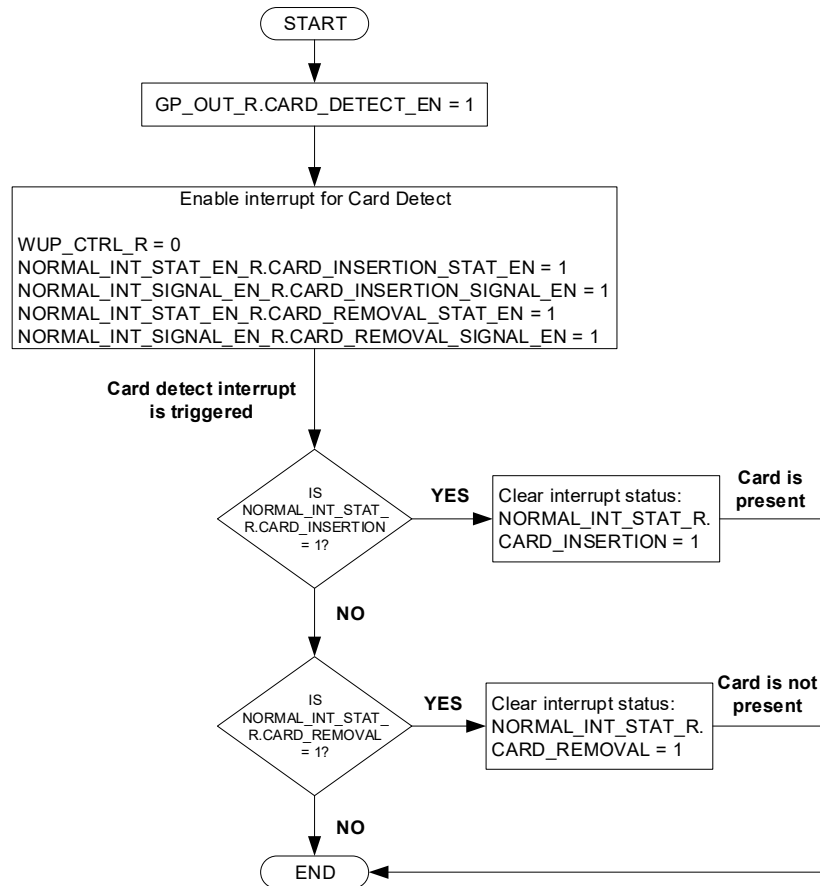 START
GP_OUT_R.CARD_DETECT_EN = 1
Enable interrupt for Card Detect
WUP_CTRL_R = 0
NORMAL_INT_STAT_EN_R.CARD_INSERTION_STAT_EN = 1
NORMAL_INT_SIGNAL_EN_R.CARD_INSERTION_SIGNAL_EN = 1
NORMAL_INT_STAT_EN_R.CARD_REMOVAL_STAT_EN = 1
NORMAL_INT_SIGNAL_EN_R.CARD_REMOVAL_SIGNAL_EN = 1
Card detect interrupt
is triggered
IS
NORMAL_INT_STAT_
R.CARD_INSERTION
= 1?
YES
Clear interrupt status:
NORMAL_INT_STAT_R.
CARD_INSERTION = 1
Card is
present
NO
IS
NORMAL_INT_STAT_
R.CARD_REMOVAL
= 1?
YES
Clear interrupt status:
NORMAL_INT_STAT_R.
CARD_REMOVAL = 1
Card is not
present
NO
END